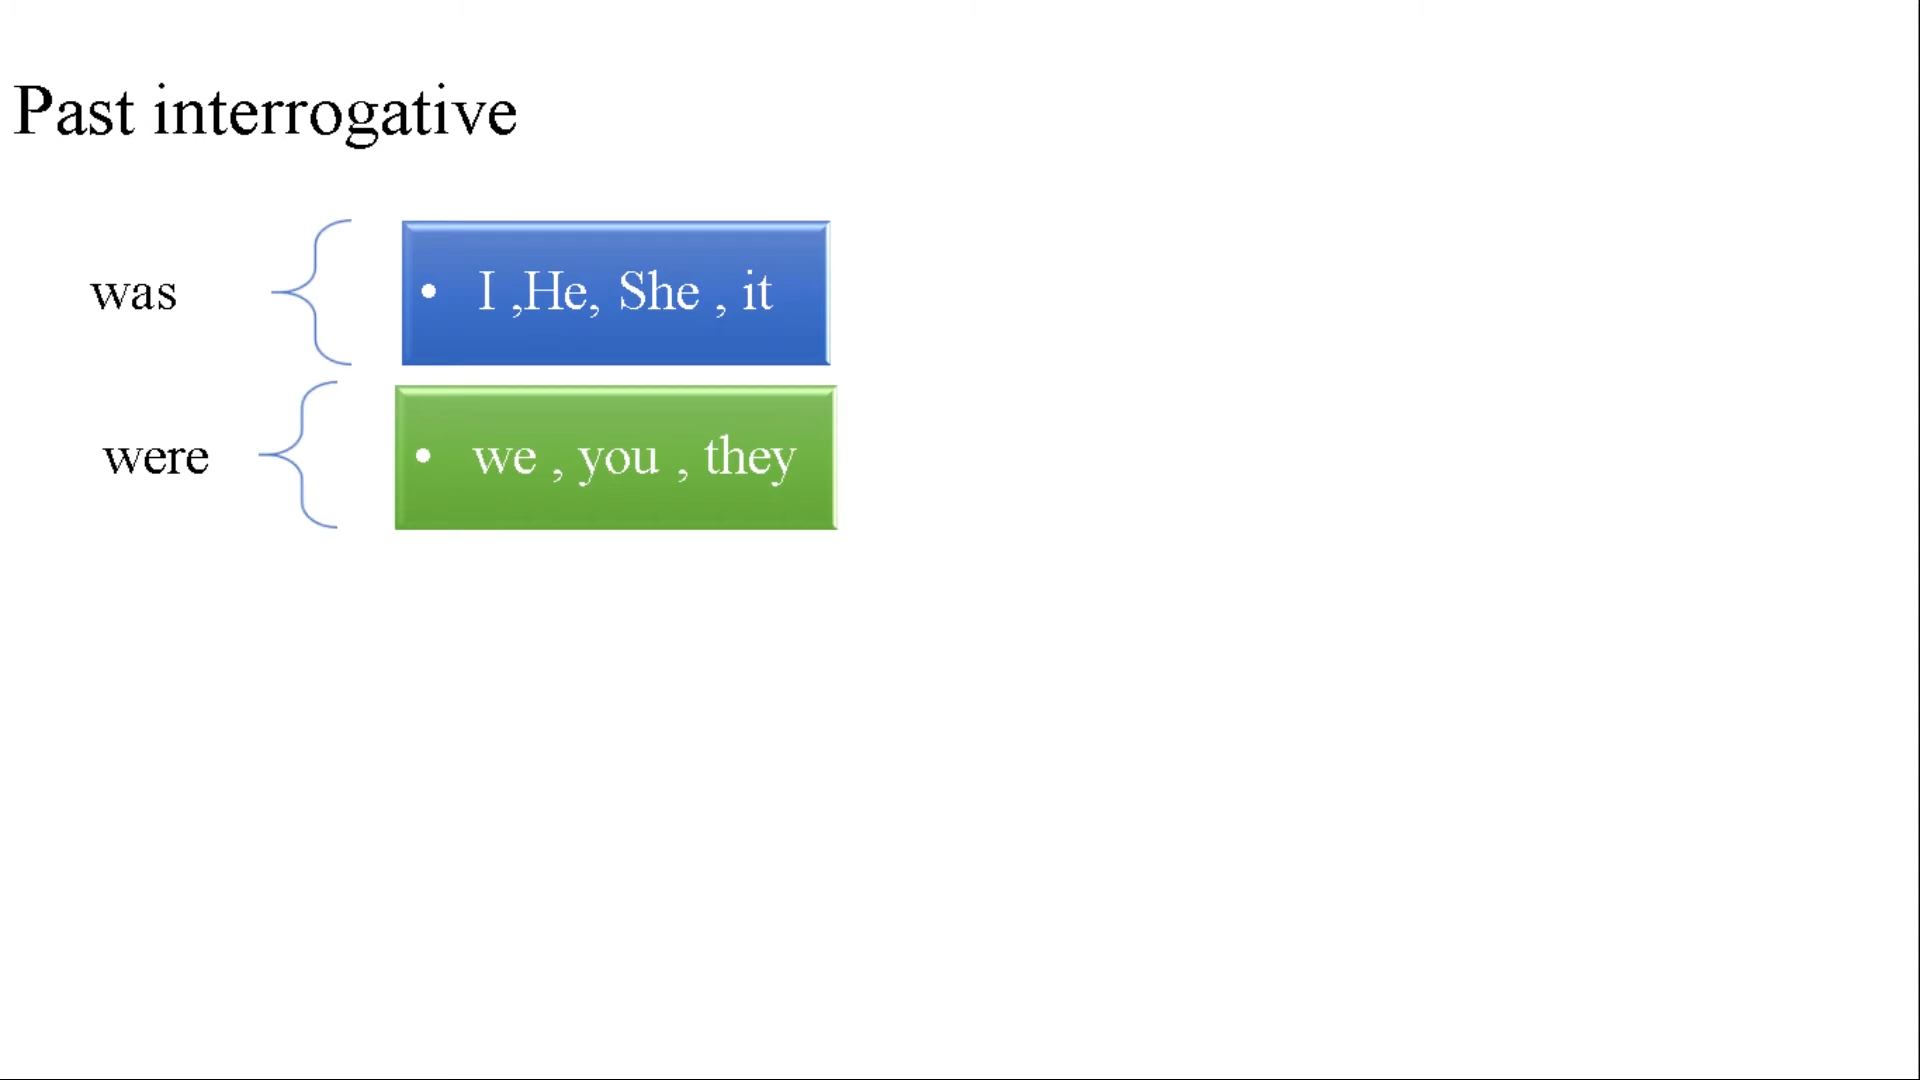 Past interrogative
was
• I ,He, She , it
were
• we , you , they